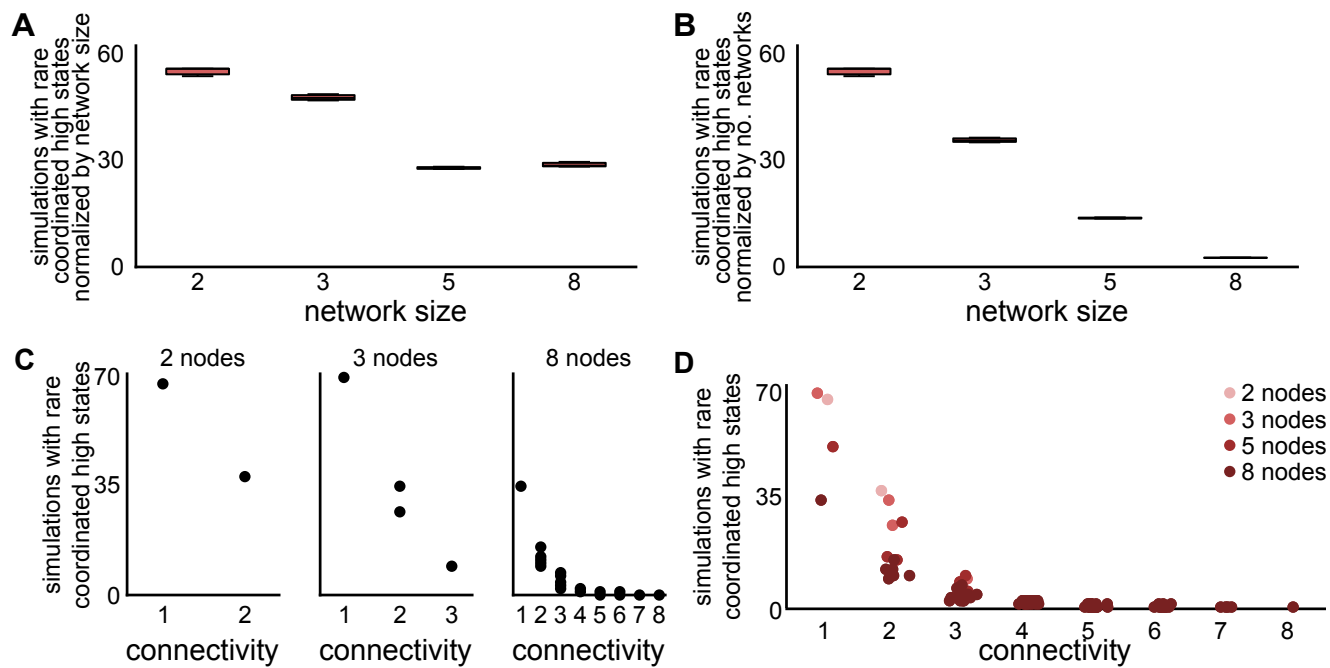 A
simulations with rare
coordinated high states
normalized by network size
60
30
0
2 3 5 8
network size
B
simulations with rare
coordinated high states
normalized by no. networks
60
30
0
2 3 5 8
network size
C
simulations with rare
coordinated high states
2 nodes
70
35
0
1 2
connectivity
3 nodes
1 2 3
connectivity
8 nodes
1 2 3 4 5 6 7 8
connectivity
D
simulations with rare
coordinated high states
70
35
0
2 nodes
3 nodes
5 nodes
8 nodes
1 2 3 4 5 6 7 8
connectivity